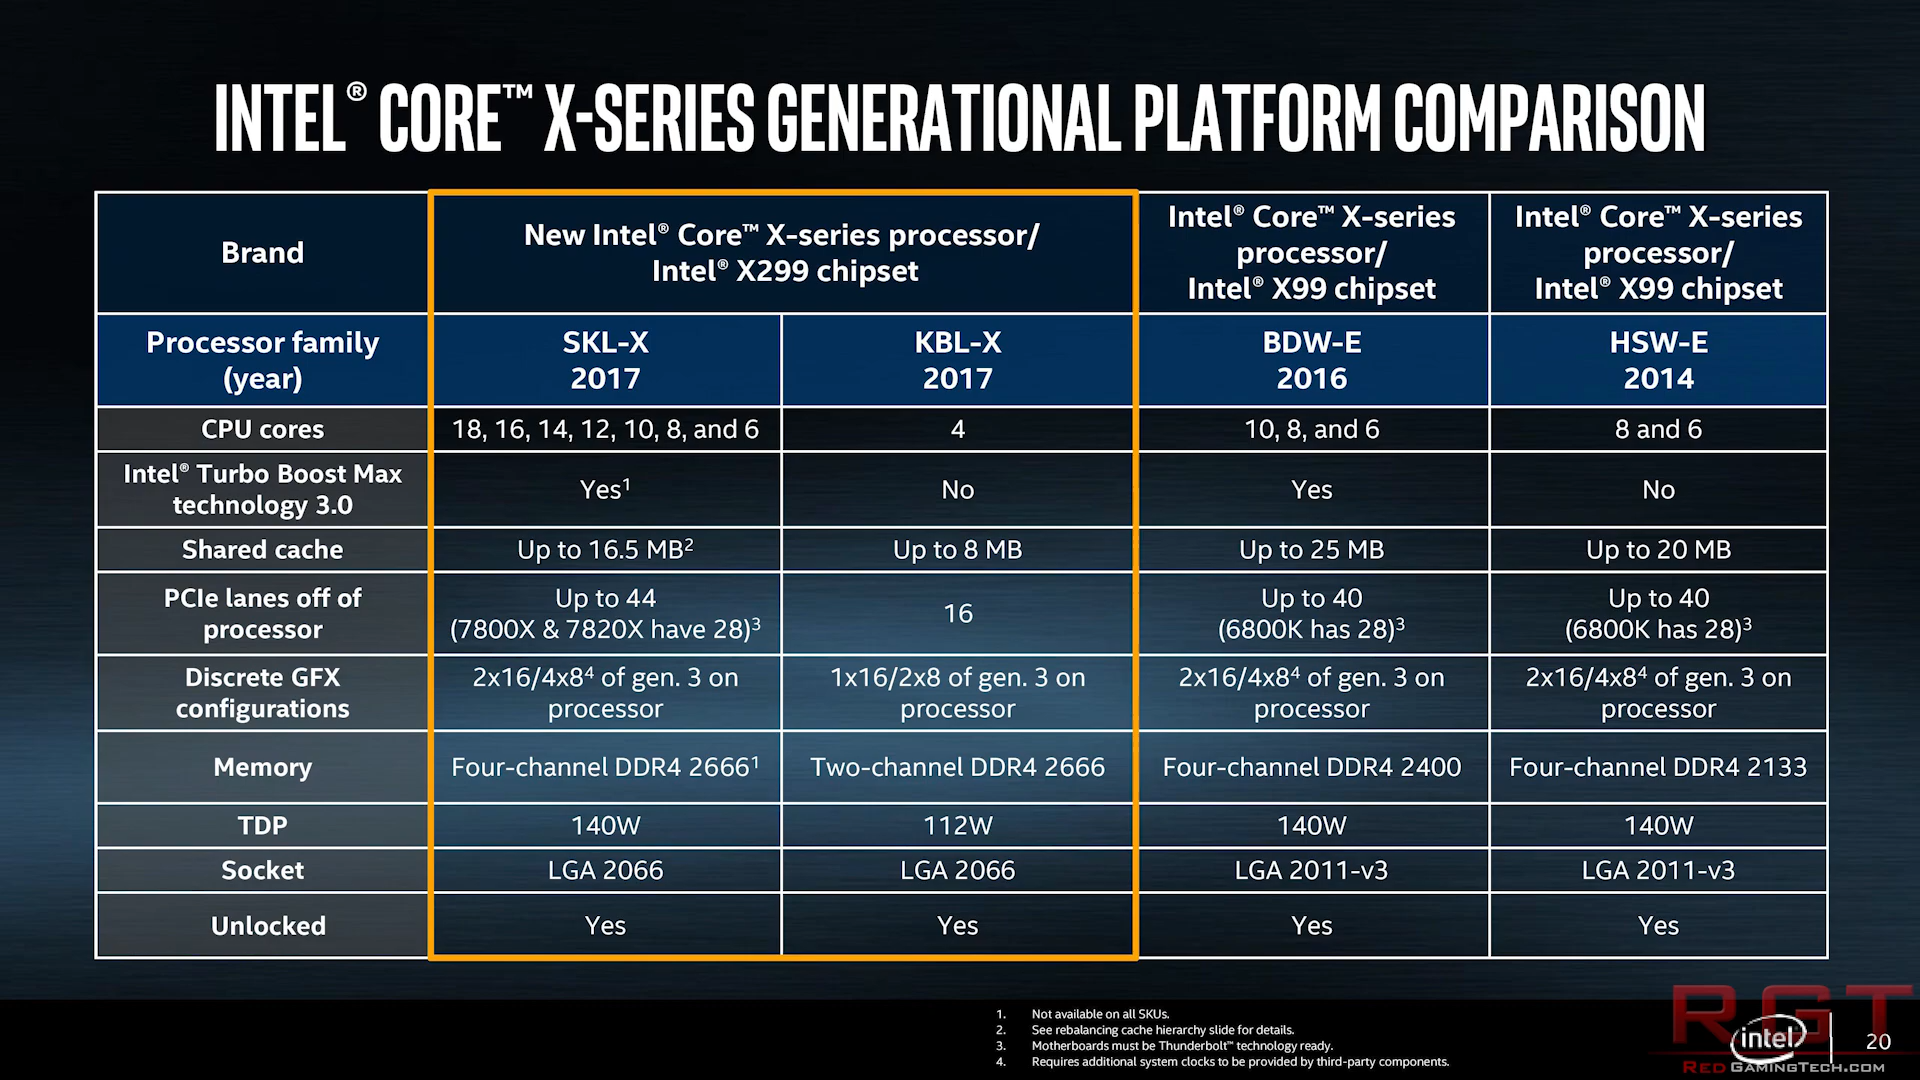 INTEL® CORE™ X-SERIES GENERATIONAL PLATFORM COMPARISON
Brand
New Intel® Core™ X-series processor/
Intel® X299 chipset
Intel® Core™ X-series
processor/
Intel® X99 chipset
Intel® Core™ X-series
processor/
Intel® X99 chipset
Processor family
(year)
SKL-X
2017
KBL-X
2017
BDW-E
2016
HSW-E
2014
CPU cores
18, 16, 14, 12, 10, 8, and 6
4
10, 8, and 6
8 and 6
Intel® Turbo Boost Max
technology 3.0
Yes¹
No
Yes
No
Shared cache
Up to 16.5 MB²
Up to 8 MB
Up to 25 MB
Up to 20 MB
PCIe lanes off of
processor
Up to 44
(7800X & 7820X have 28)³
16
Up to 40
(6800K has 28)³
Up to 40
(6800K has 28)³
Discrete GFX
configurations
2x16/4x8⁴ of gen. 3 on
processor
1x16/2x8 of gen. 3 on
processor
2x16/4x8⁴ of gen. 3 on
processor
2x16/4x8⁴ of gen. 3 on
processor
Memory
Four-channel DDR4 2666¹
Two-channel DDR4 2666
Four-channel DDR4 2400
Four-channel DDR4 2133
TDP
140W
112W
140W
140W
Socket
LGA 2066
LGA 2066
LGA 2011-v3
LGA 2011-v3
Unlocked
Yes
Yes
Yes
Yes
1. Not available on all SKUs.
2. See rebalancing cache hierarchy slide for details.
3. Motherboards must be Thunderbolt™ technology ready.
4. Requires additional system clocks to be provided by third-party components.
RGT
intel
20
REDGAMINGTECH.COM